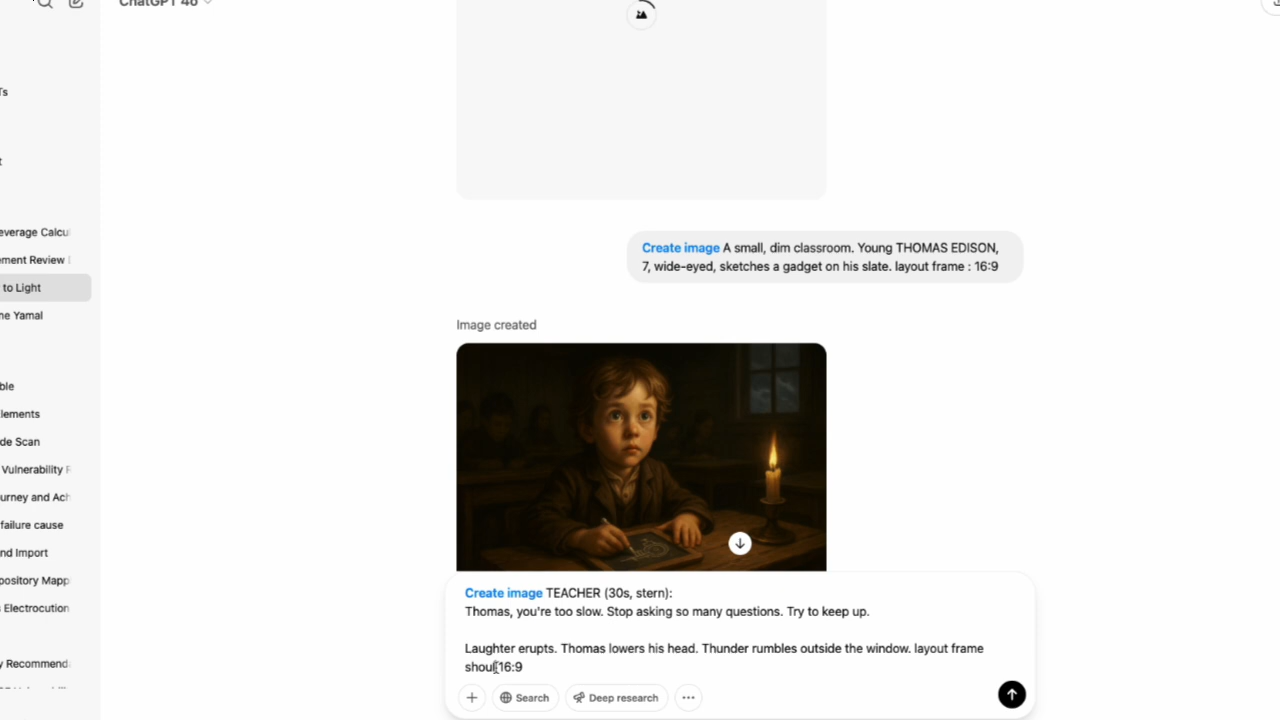 ChatGPT 4o
Ts
t
everage Calcu
ement Review
to Light
ne Yamal
ble
lements
de Scan
Vulnerability F
urney and Ach
failure cause
nd Import
pository Mapp
s Electrocution
y Recommend
Create image A small, dim classroom. Young THOMAS EDISON,
7, wide-eyed, sketches a gadget on his slate. layout frame : 16:9
Image created
Create image TEACHER (30s, stern):
Thomas, you're too slow. Stop asking so many questions. Try to keep up.
Laughter erupts. Thomas lowers his head. Thunder rumbles outside the window. layout frame
shoul16:9
Search
Deep research